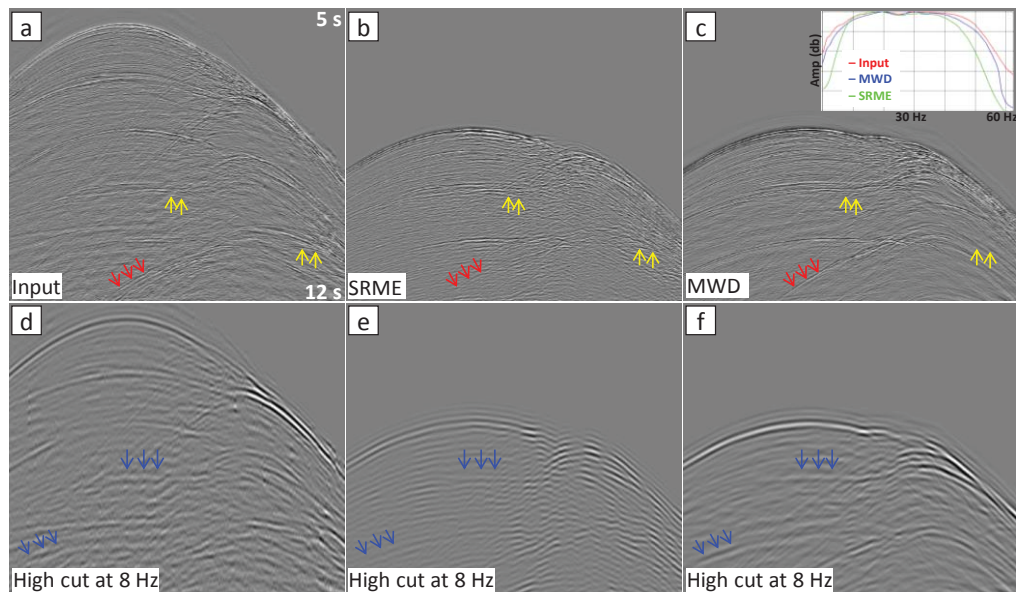 a
5 s
b
c
Amp (db)
Input
MWD
SRME
30 Hz
60 Hz
Input
12 s
SRME
MWD
d
e
f
High cut at 8 Hz
High cut at 8 Hz
High cut at 8 Hz